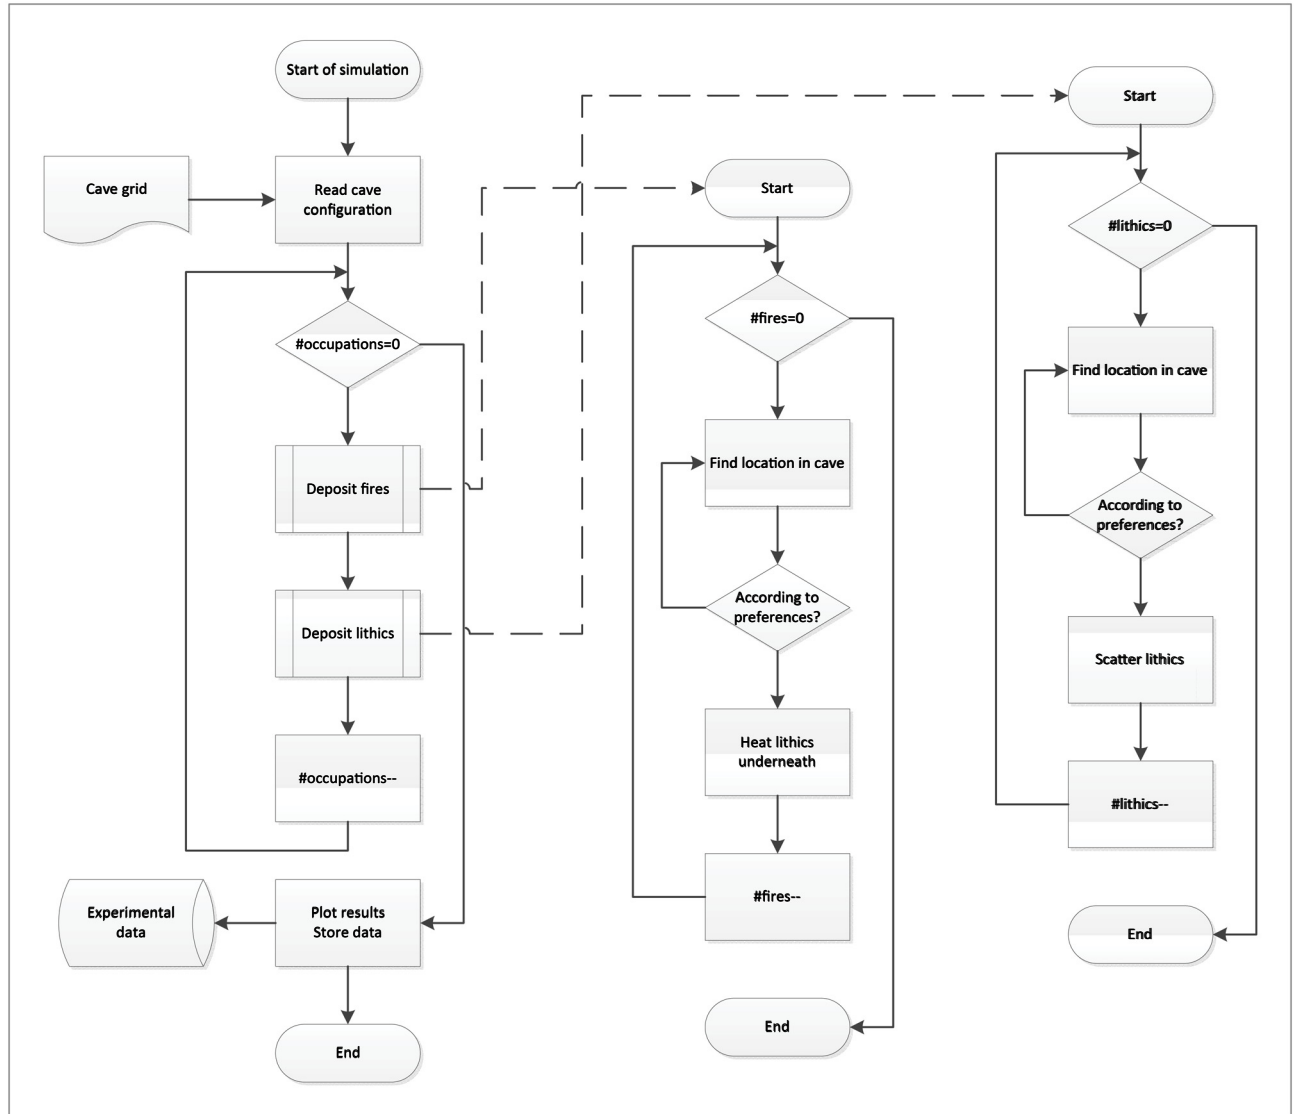 Start of simulation
Cave grid
Read cave
configuration
#occupations=0
Deposit fires
Deposit lithics
#occupations--
Experimental
data
Plot results
Store data
End
Start
#fires=0
Find location in cave
According to
preferences?
Heat lithics
underneath
#fires--
End
Start
#lithics=0
Find location in cave
According to
preferences?
Scatter lithics
#lithics--
End